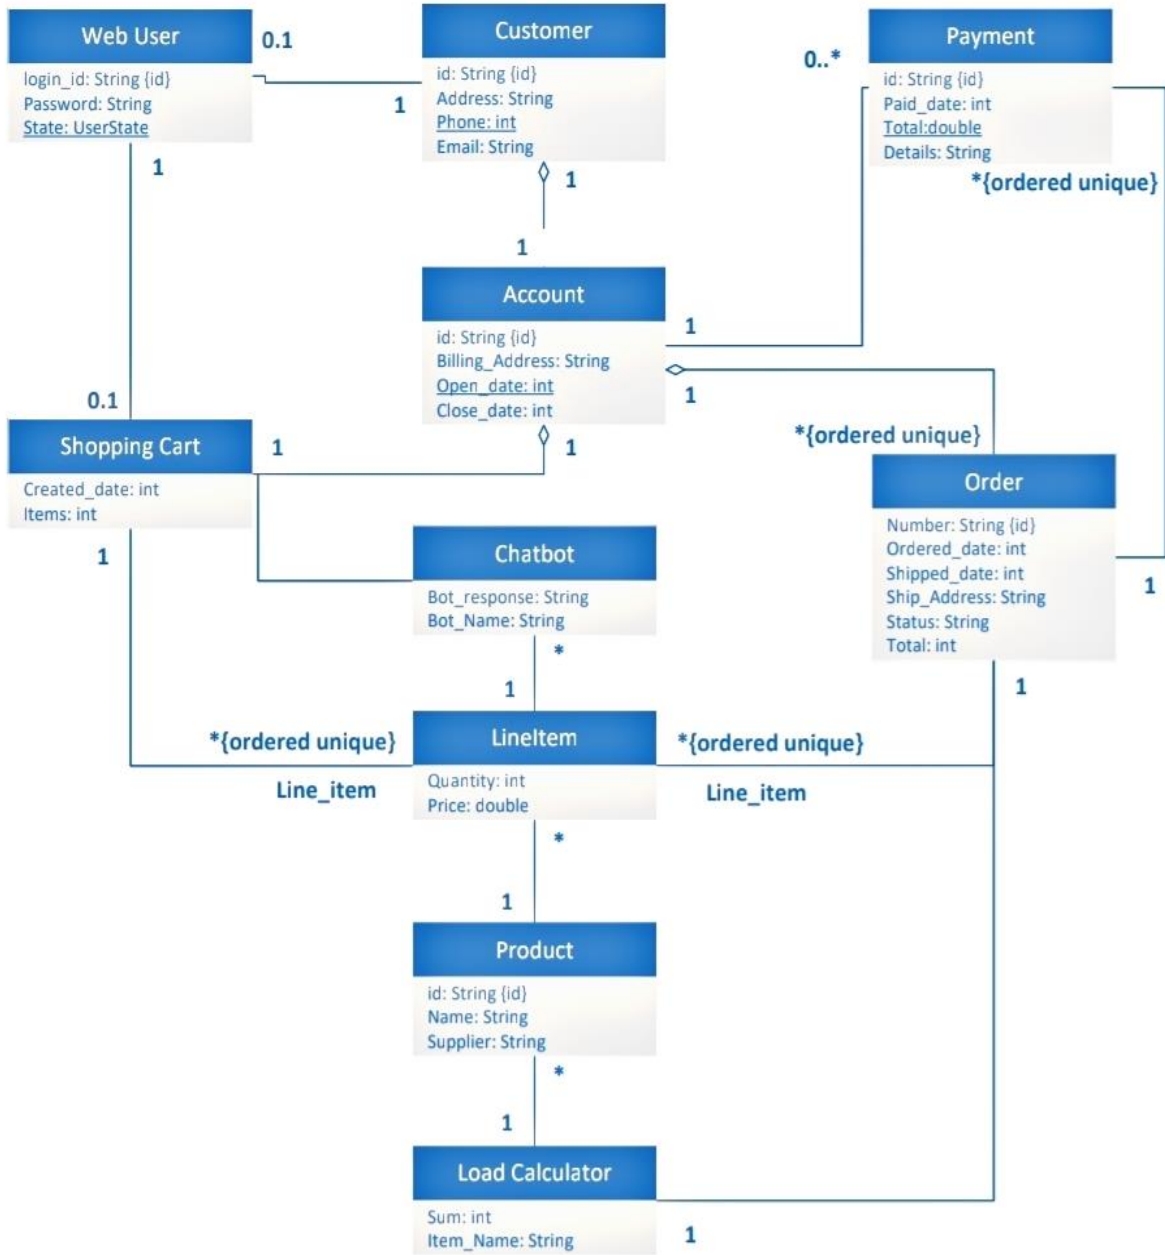 Web User
login_id: String {id}
Password: String
State: UserState
0.1
1
Customer
id: String {id}
Address: String
Phone: int
Email: String
0..*
Payment
id: String {id}
Paid_date: int
Total:double
Details: String
*{ordered unique}
1
1
1
Account
id: String {id}
Billing_Address: String
Open_date: int
Close_date: int
1
1
1
*{ordered unique}
0.1
Shopping Cart
Created_date: int
Items: int
1
1
Order
Number: String {id}
Ordered_date: int
Shipped_date: int
Ship_Address: String
Status: String
Total: int
1
1
Chatbot
Bot_response: String
Bot_Name: String
*
1
*{ordered unique}
Line_item
LineItem
Quantity: int
Price: double
*{ordered unique}
Line_item
*
1
Product
id: String {id}
Name: String
Supplier: String
*
1
Load Calculator
Sum: int
Item_Name: String
1